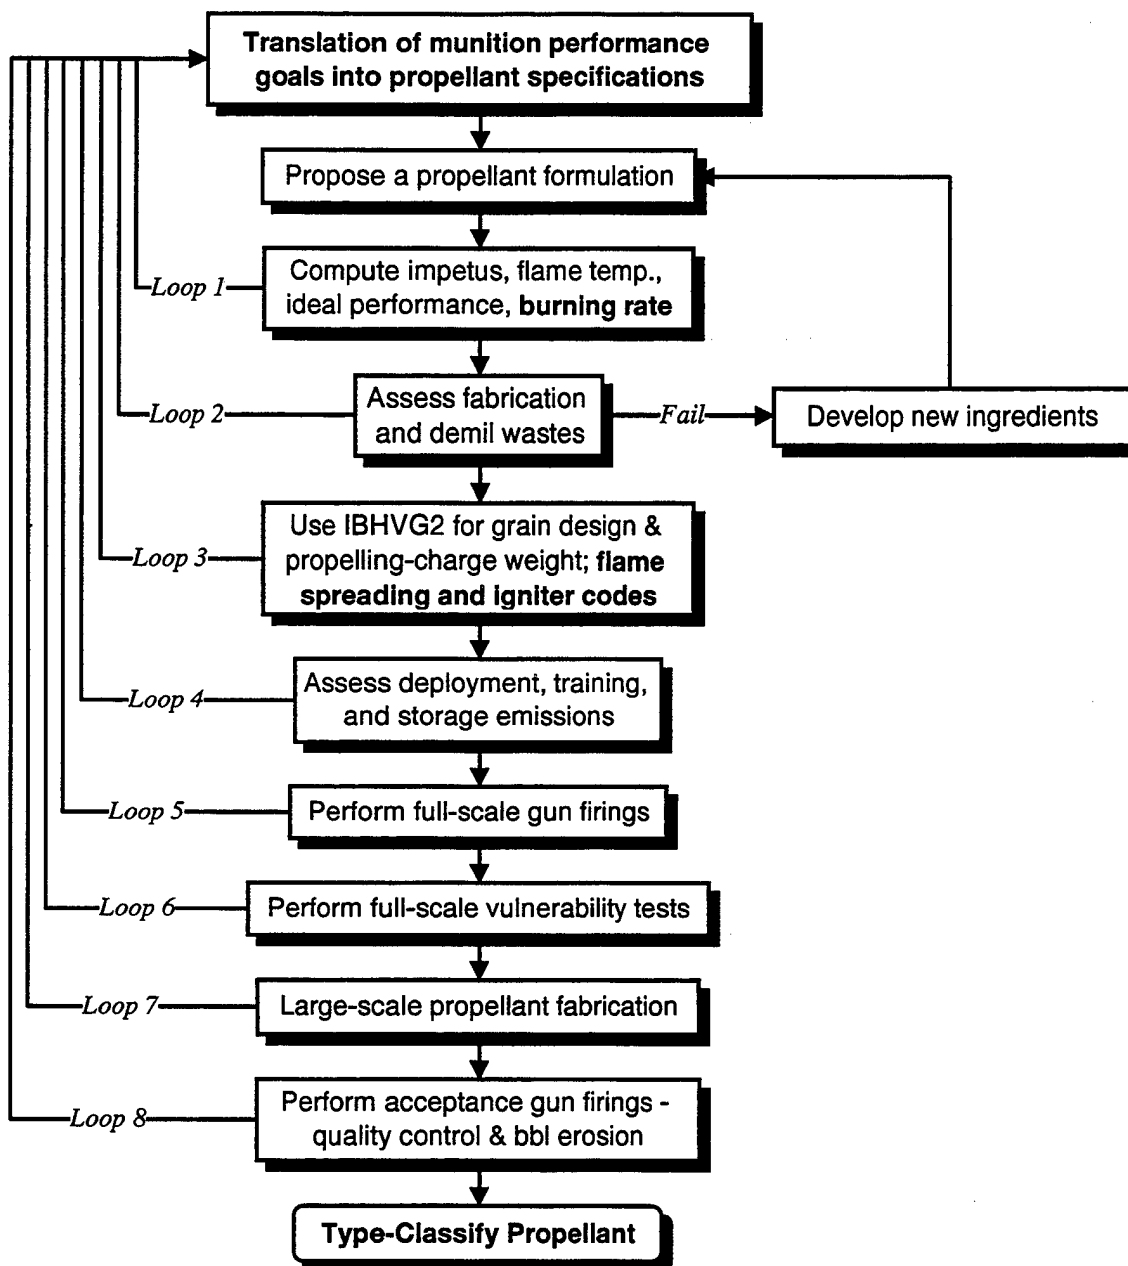 Translation of munition performance
goals into propellant specifications
Propose a propellant formulation
Compute impetus, flame temp.,
ideal performance, burning rate
Loop 1
Assess fabrication
and demil wastes
Loop 2
Fail
Develop new ingredients
Use IBHVG2 for grain design &
propelling-charge weight; flame
spreading and igniter codes
Loop 3
Assess deployment, training,
and storage emissions
Loop 4
Perform full-scale gun firings
Loop 5
Perform full-scale vulnerability tests
Loop 6
Large-scale propellant fabrication
Loop 7
Perform acceptance gun firings -
quality control & bbl erosion
Loop 8
Type-Classify Propellant